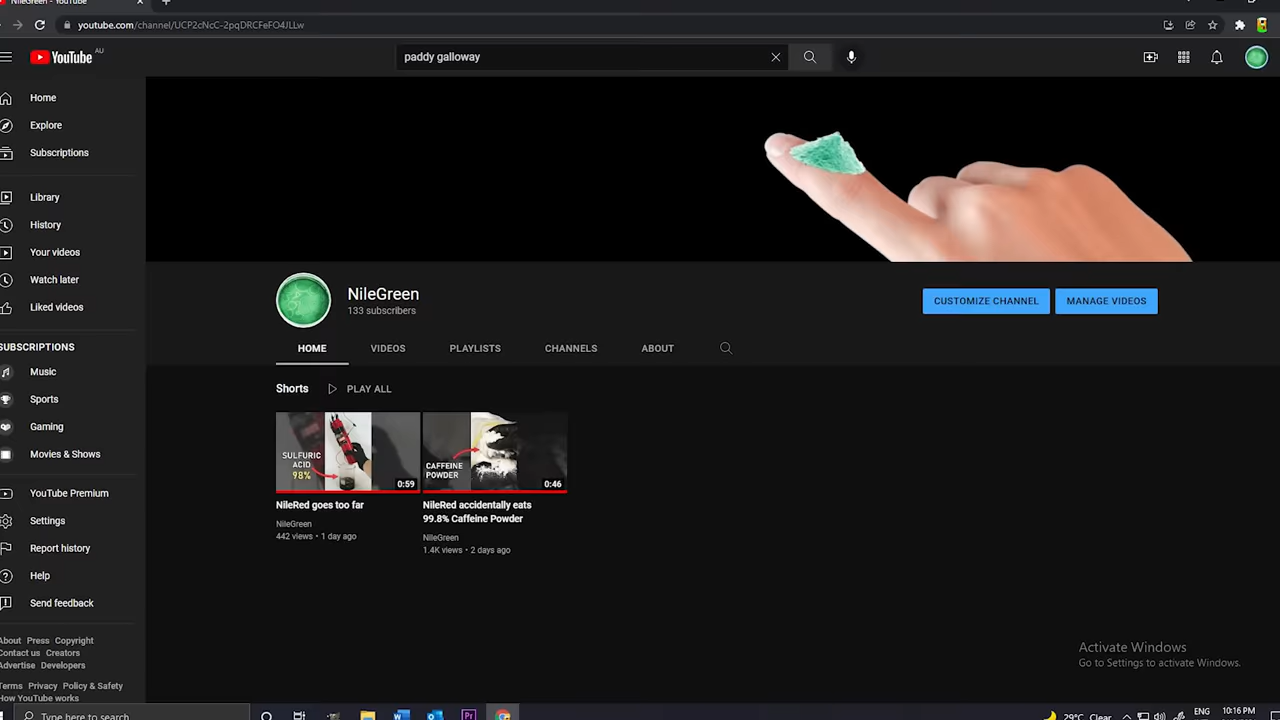 NileGreen - YouTube
youtube.com/channel/UCP2cNcC-2pqDRCFeFO4JLLw
YouTube AU
paddy galloway
Home
Explore
Subscriptions
Library
History
Your videos
Watch later
Liked videos
SUBSCRIPTIONS
Music
Sports
Gaming
Movies & Shows
YouTube Premium
Settings
Report history
Help
Send feedback
About Press Copyright
Contact us Creators
Advertise Developers
Terms Privacy Policy & Safety
How YouTube works
NileGreen
133 subscribers
CUSTOMIZE CHANNEL
MANAGE VIDEOS
HOME
VIDEOS
PLAYLISTS
CHANNELS
ABOUT
Shorts
PLAY ALL
SULFURIC
ACID
98%
0:59
NileRed goes too far
NileGreen
442 views • 1 day ago
CAFFEINE
POWDER
0:46
NileRed accidentally eats
99.8% Caffeine Powder
NileGreen
1.4K views • 2 days ago
Activate Windows
Go to Settings to activate Windows.
Type here to search
Pr
29°C Clear
ENG
10:16 PM